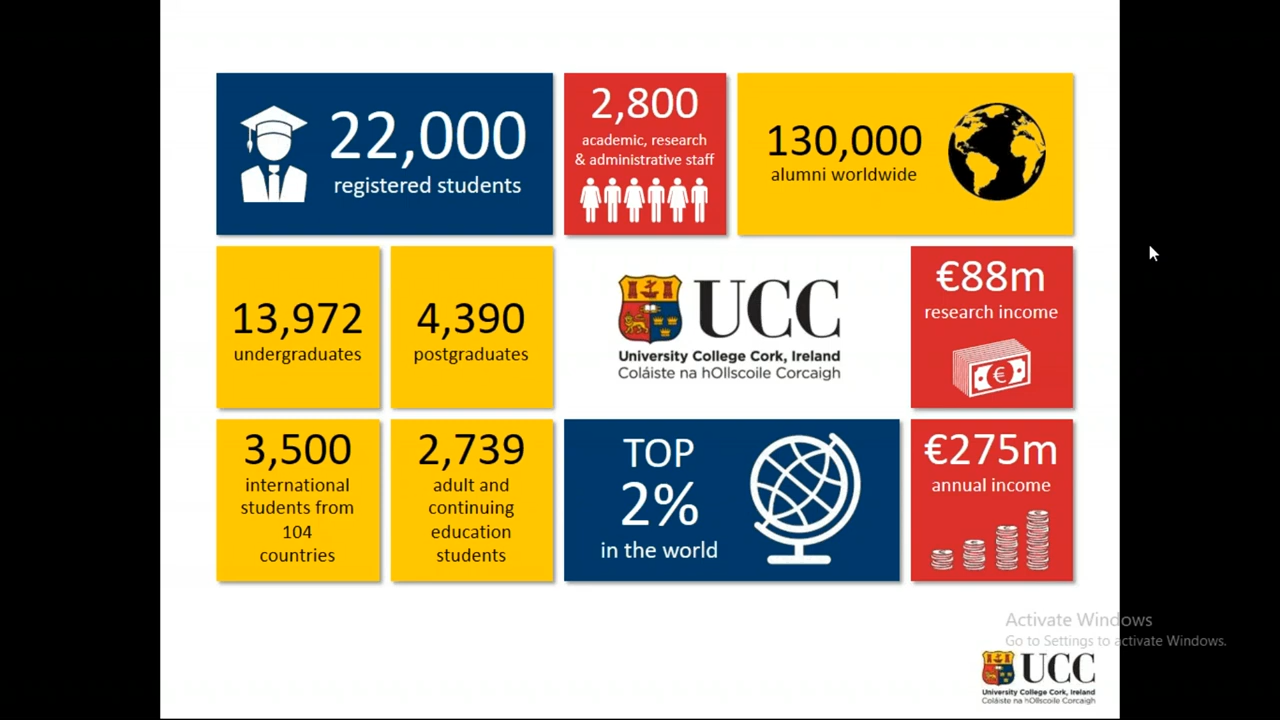 22,000
registered students
2,800
academic, research
& administrative staff
130,000
alumni worldwide
13,972
undergraduates
4,390
postgraduates
UCC
University College Cork, Ireland
Coláiste na hOllscoile Corcaigh
€88m
research income
€
3,500
international
students from
104
countries
2,739
adult and
continuing
education
students
TOP
2%
in the world
€275m
annual income
Activate Windows
Go to Settings to activate Windows.
UCC
University College Cork, Ireland
Coláiste na hOllscoile Corcaigh